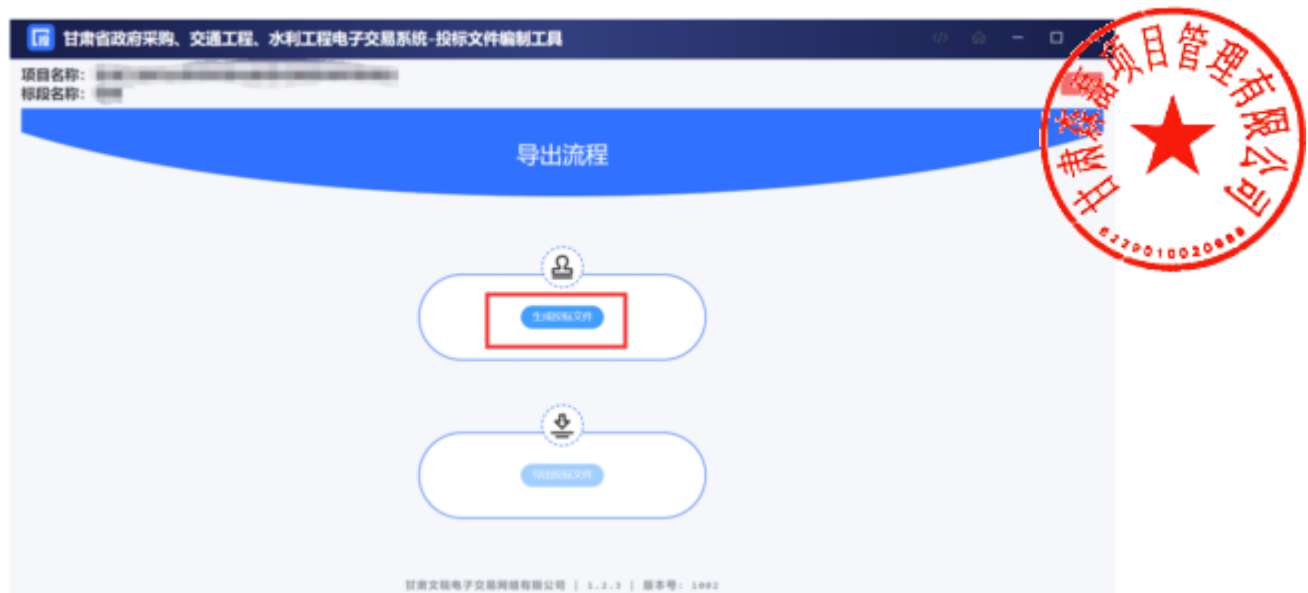 甘肃省政府采购、交通工程、水利工程电子交易系统-投标文件编制工具
项目名称:
标段名称:
导出流程
生成投标文件
导出投标文件
甘肃文锐电子交易网络有限公司 | 1.2.3 | 版本号: 1002
项目管理有限公司